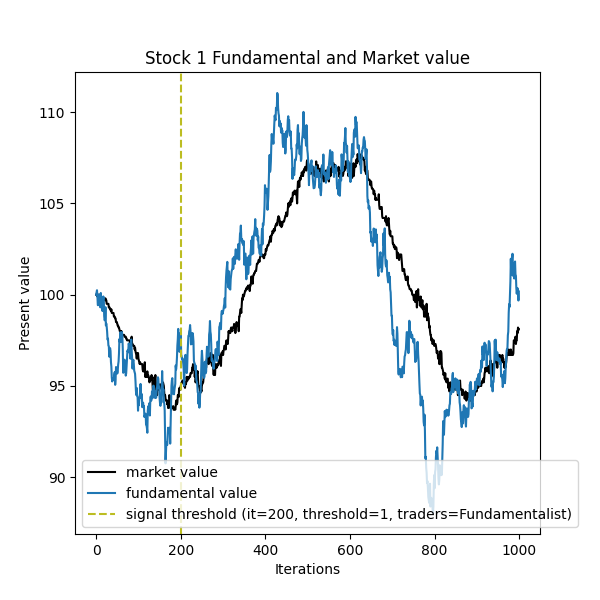 Stock 1 Fundamental and Market value
110
105
100
95
90
Present value
market value
fundamental value
signal threshold (it=200, threshold=1, traders=Fundamentalist)
0 200 400 600 800 1000
Iterations